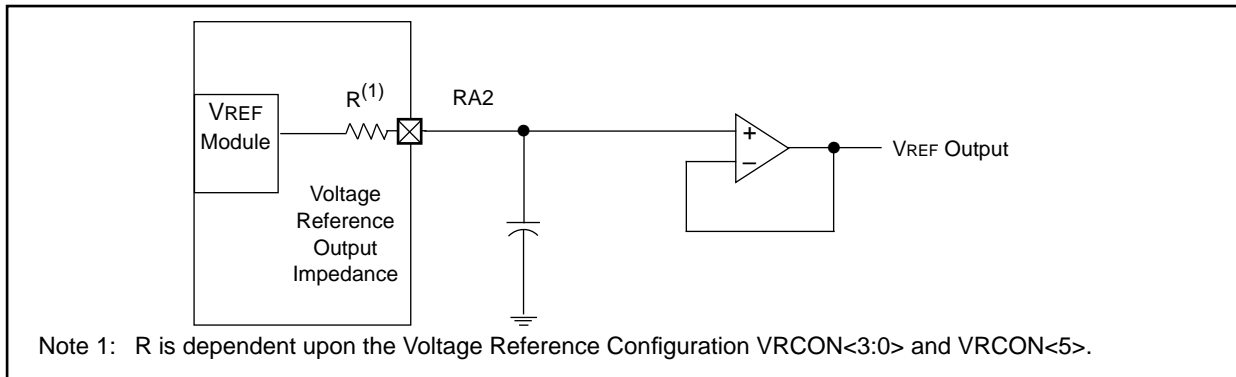 VREF
Module
R(1)
RA2
+
–
VREF Output
Voltage
Reference
Output
Impedance
Note 1: R is dependent upon the Voltage Reference Configuration VRCON<3:0> and VRCON<5>.